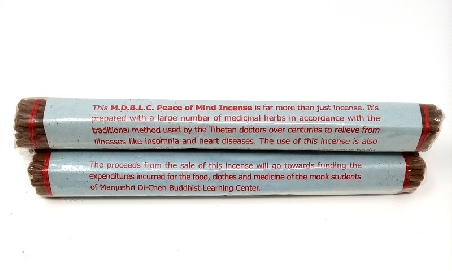 This M.D.B.L.C. Peace of Mind Incense is far more than just incense. It's
prepared with a large number of medicinal herbs in accordance with the
traditional method used by the Tibetan doctors over centuries to relieve from
illnesses like insomnia and heart diseases. The use of this incense is also
The proceeds from the sale of this incense will go towards funding the
expenditures incurred for the food, clothes and medicine of the monk students
of Manjushri Di-Chen Buddhist Learning Center.